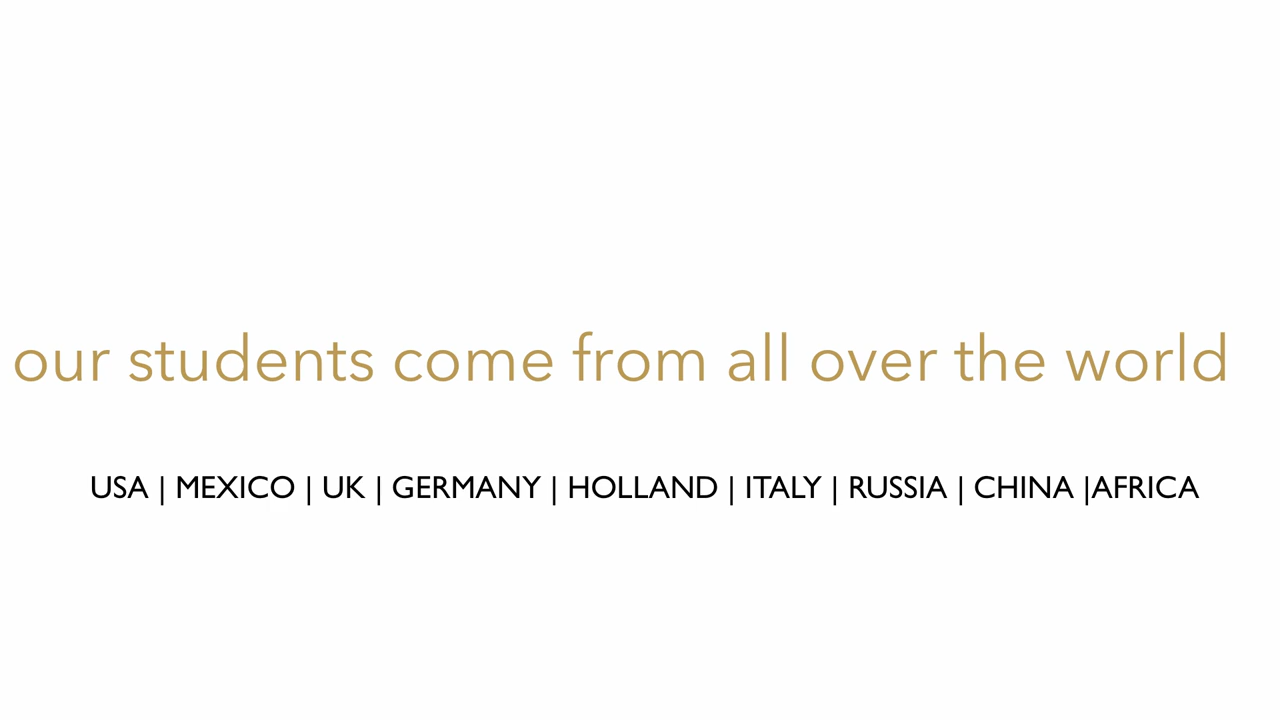 our students come from all over the world
USA | MEXICO | UK | GERMANY | HOLLAND | ITALY | RUSSIA | CHINA |AFRICA